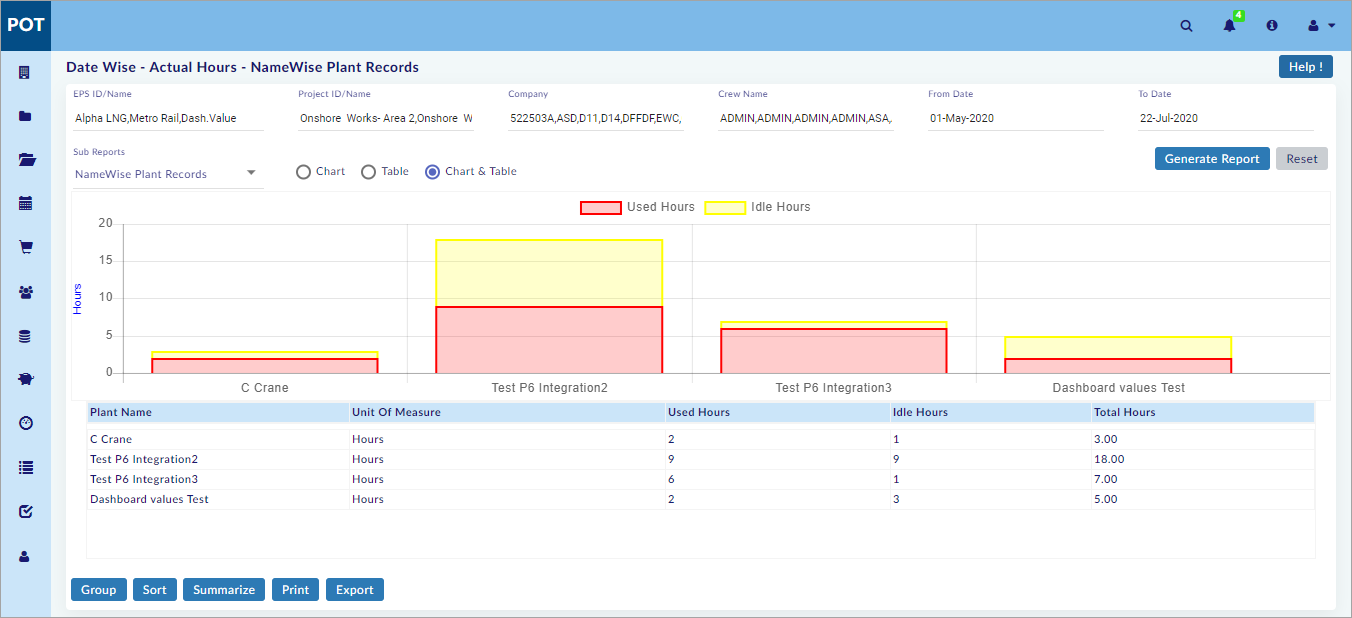 POT
4
Date Wise - Actual Hours - NameWise Plant Records
Help !
EPS ID/Name Project ID/Name Company Crew Name From Date To Date
Alpha LNG,Metro Rail,Dash.Value Onshore Works- Area 2,Onshore W 522503A,ASD,D11,D14,DFFDF,EWC, ADMIN,ADMIN,ADMIN,ADMIN,ASA, 01-May-2020 22-Jul-2020
Sub Reports
NameWise Plant Records Chart Table Chart & Table Generate Report Reset
Used Hours Idle Hours
20
15
10
5
0
Hours
C Crane Test P6 Integration2 Test P6 Integration3 Dashboard values Test
Plant Name Unit Of Measure Used Hours Idle Hours Total Hours
C Crane Hours 2 1 3.00
Test P6 Integration2 Hours 9 9 18.00
Test P6 Integration3 Hours 6 1 7.00
Dashboard values Test Hours 2 3 5.00
Group Sort Summarize Print Export